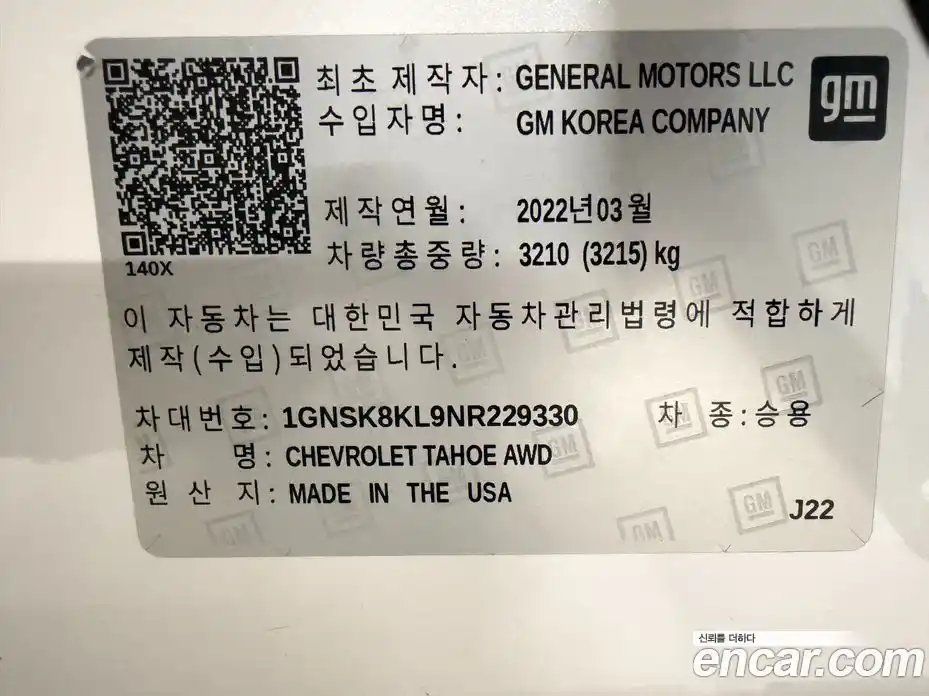 최초 제작자: GENERAL MOTORS LLC
수입자명: GM KOREA COMPANY
gm
제작연월: 2022년03월
차량총중량: 3210 (3215) kg
140X
이 자동차는 대한민국 자동차관리법령에 적합하게
제작(수입)되었습니다.
차대번호: 1GNSK8KL9NR229330 차 종:승용
차 명: CHEVROLET TAHOE AWD
원 산 지: MADE IN THE USA
J22
신뢰를 더하다
encar.com